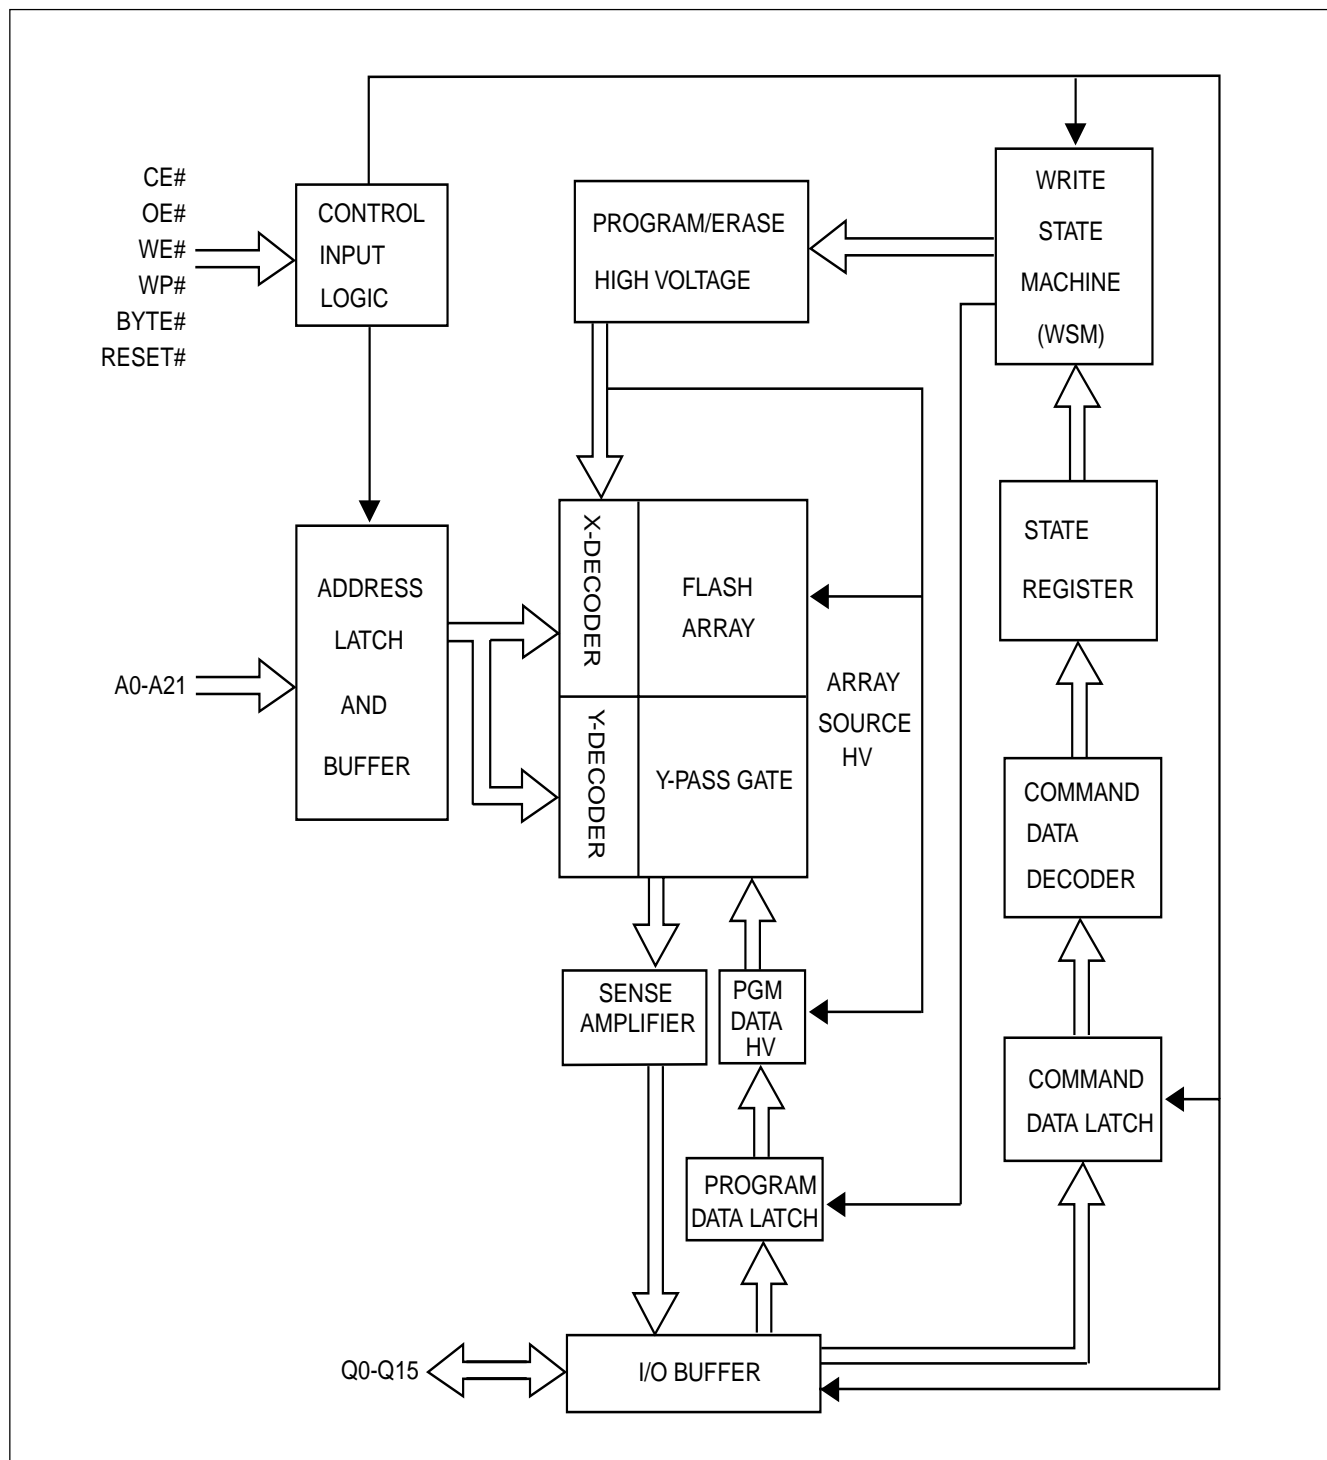 CE#
OE#
WE#
WP#
BYTE#
RESET#
CONTROL
INPUT
LOGIC
PROGRAM/ERASE
HIGH VOLTAGE
WRITE
STATE
MACHINE
(WSM)
ADDRESS
LATCH
AND
BUFFER
A0-A21
X-DECODER
FLASH
ARRAY
Y-DECODER
Y-PASS GATE
ARRAY
SOURCE
HV
STATE
REGISTER
COMMAND
DATA
DECODER
SENSE
AMPLIFIER
PGM
DATA
HV
COMMAND
DATA LATCH
PROGRAM
DATA LATCH
Q0-Q15
I/O BUFFER